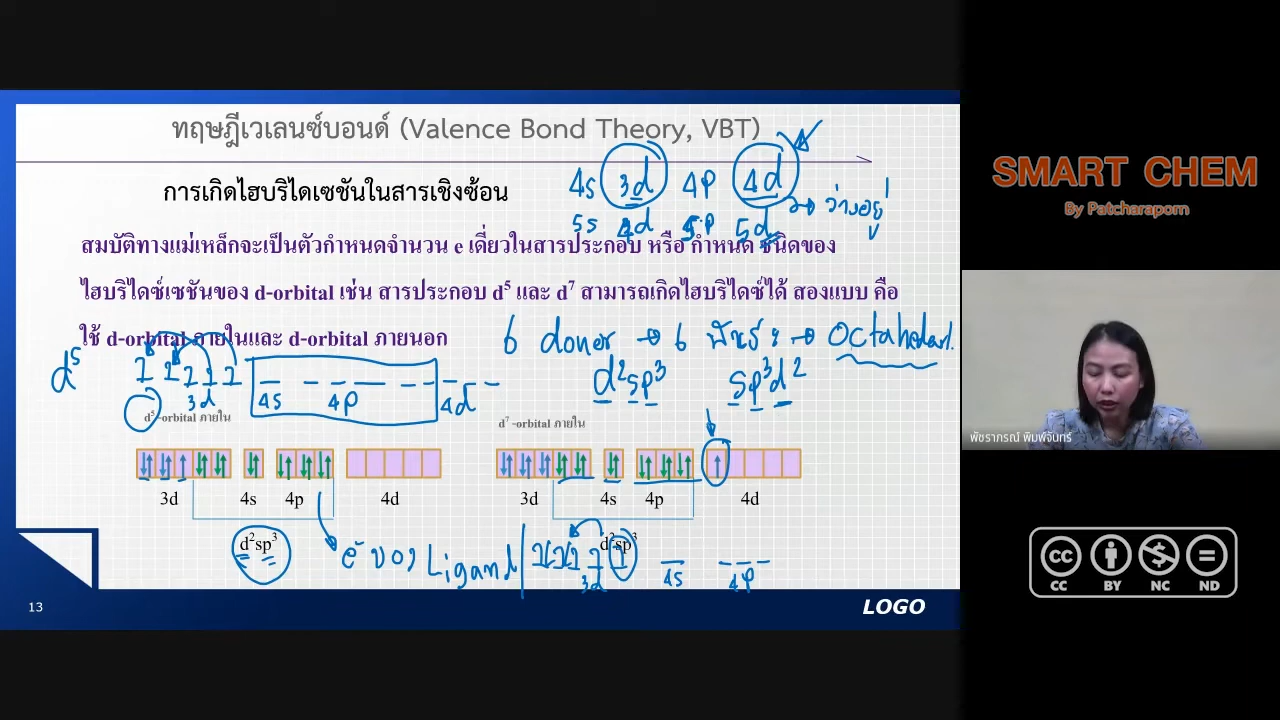 ทฤษฎีเวเลนซ์บอนด์ (Valence Bond Theory, VBT)
การเกิดไฮบริไดเซชันในสารเชิงซ้อน
4s 3d 4p 4d
→ ว่างอยู่
5s 4d 5p 5d
สมบัติทางแม่เหล็กจะเป็นตัวกำหนดจำนวน e เดี่ยวในสารประกอบ หรือ กำหนด ชนิดของ
ไฮบริไดซ์เซชันของ d-orbital เช่น สารประกอบ d⁵ และ d⁷ สามารถเกิดไฮบริไดซ์ได้ สองแบบ คือ
ใช้ d-orbital ภายในและ d-orbital ภายนอก
6 donor → 6 พันธะ → Octahedral
d⁵
3d 4s 4p 4d
d²sp³ sp³d²
d⁵-orbital ภายใน
d⁷ -orbital ภายใน
3d 4s 4p 4d
3d 4s 4p 4d
d²sp³
d²sp³
e⁻ ของ Ligand
3d 4s 4p
13
LOGO
SMART CHEM
By Patcharaporn
พัชราภรณ์ พิมพ์จันทร์
CC BY NC ND